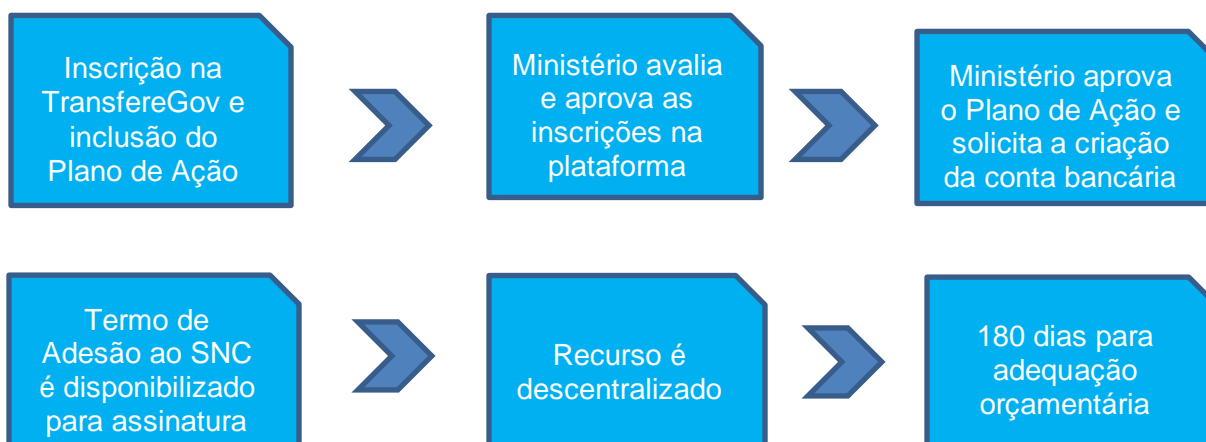 Inscrição na
TransfereGov e
inclusão do
Plano de Ação
Ministério avalia
e aprova as
inscrições na
plataforma
Ministério aprova
o Plano de Ação e
solicita a criação
da conta bancária
Termo de
Adesão ao SNC
é disponibilizado
para assinatura
Recurso é
descentralizado
180 dias para
adequação
orçamentária